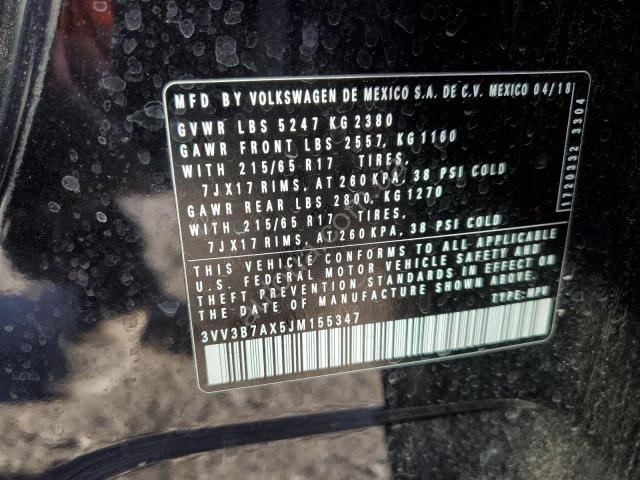 MFD. BY VOLKSWAGEN DE MEXICO S.A. DE C.V. MEXICO 04/18
GVWR LBS 5247 KG 2380
GAWR FRONT LBS 2557, KG 1160
WITH 215/65 R17 TIRES,
7JX17 RIMS, AT 260 KPA, 38 PSI COLD
GAWR REAR LBS 2800, KG 1270
WITH 215/65 R17 TIRES,
7JX17 RIMS, AT 260 KPA, 38 PSI COLD
THIS VEHICLE CONFORMS TO ALL APPLICABLE
U.S. FEDERAL MOTOR VEHICLE SAFETY AND
THEFT PREVENTION STANDARDS IN EFFECT ON
THE DATE OF MANUFACTURE SHOWN ABOVE.
3VV3B7AX5JM155347
TYPE: MPV
1720332 3304